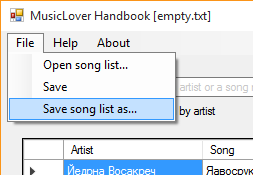 MusicLover Handbook [empty.txt]
File Help About
Open song list...
Save
Save song list as...
artist or a song
by artist
Artist Song
Йедрна Восакреч Яавосрук